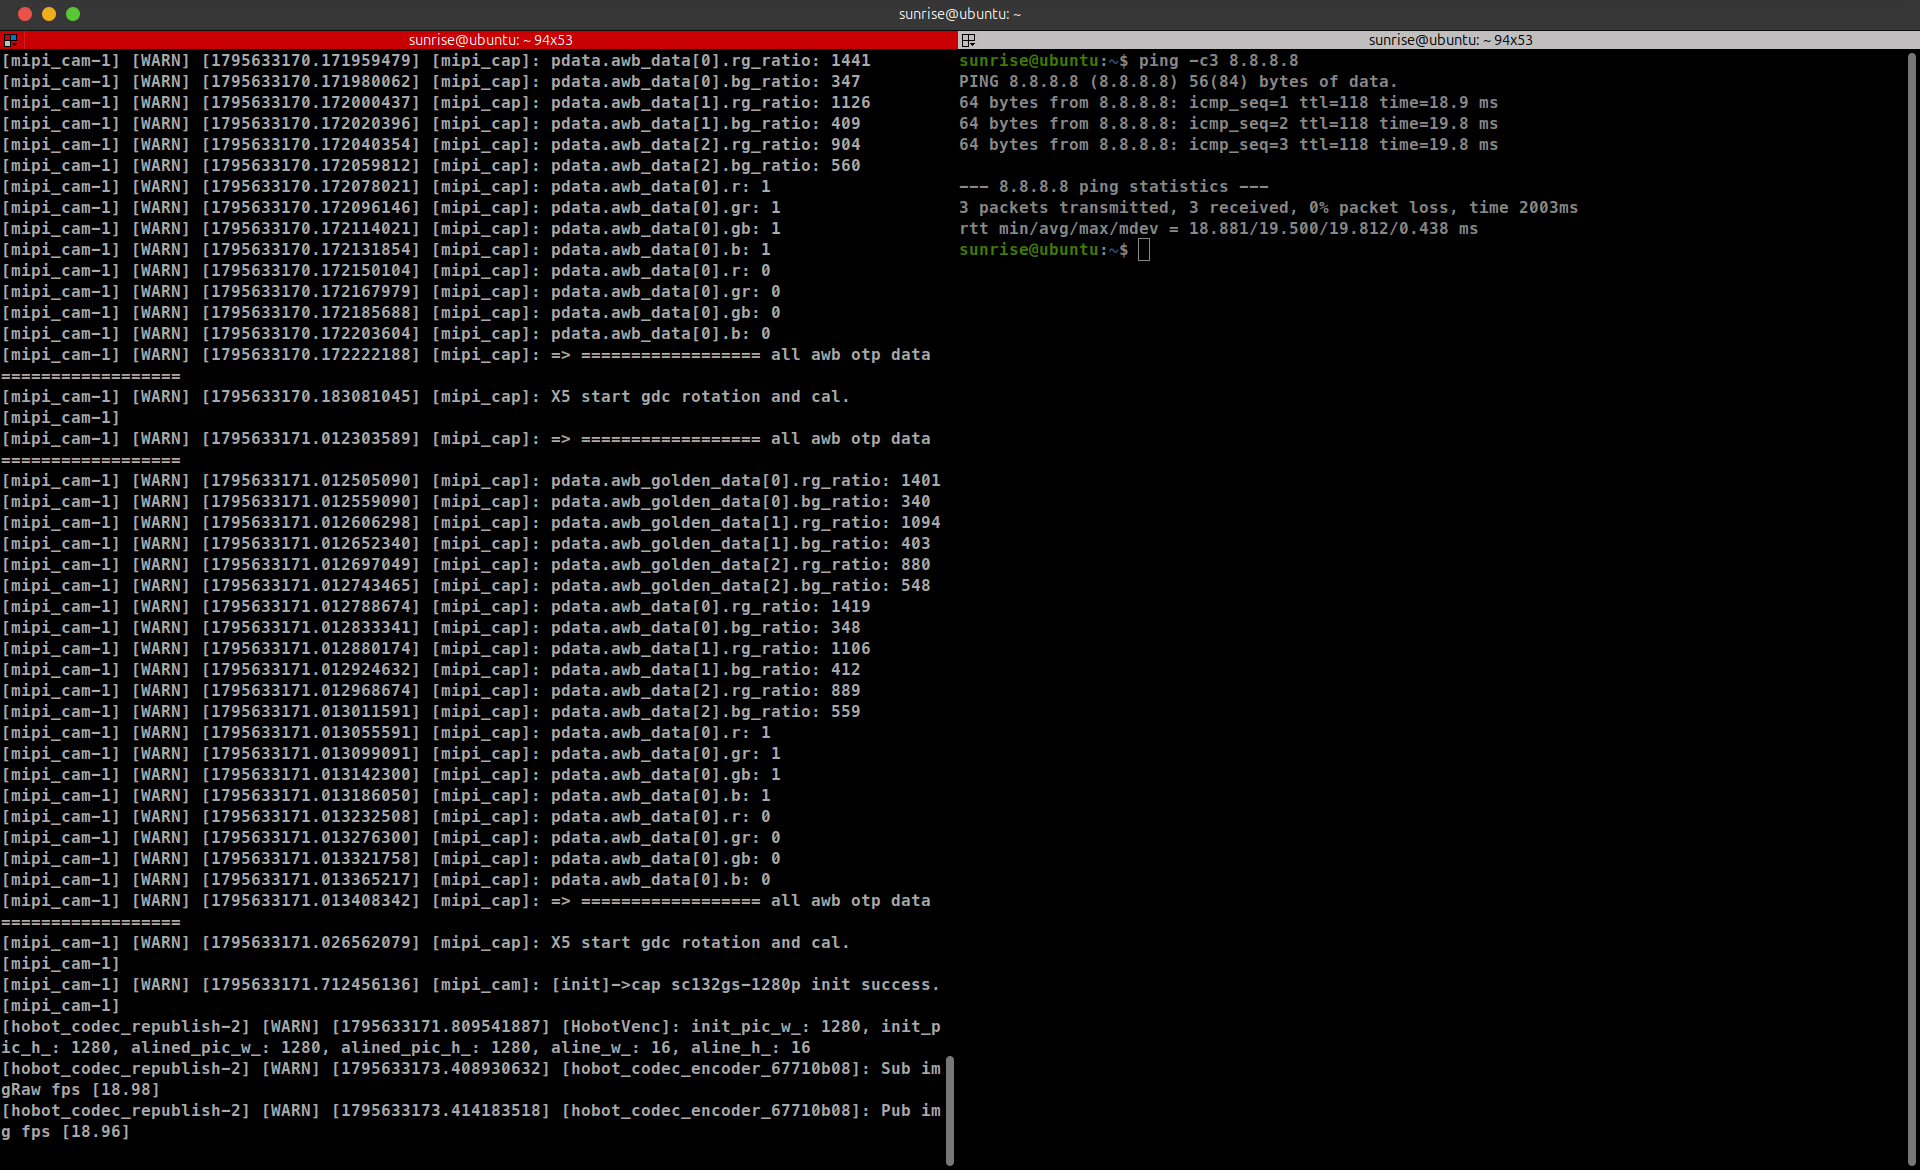 sunrise@ubuntu: ~
sunrise@ubuntu: ~ 94x53
[mipi_cam-1] [WARN] [1795633170.171959479] [mipi_cap]: pdata.awb_data[0].rg_ratio: 1441
[mipi_cam-1] [WARN] [1795633170.171980062] [mipi_cap]: pdata.awb_data[0].bg_ratio: 347
[mipi_cam-1] [WARN] [1795633170.172000437] [mipi_cap]: pdata.awb_data[1].rg_ratio: 1126
[mipi_cam-1] [WARN] [1795633170.172020396] [mipi_cap]: pdata.awb_data[1].bg_ratio: 409
[mipi_cam-1] [WARN] [1795633170.172040354] [mipi_cap]: pdata.awb_data[2].rg_ratio: 904
[mipi_cam-1] [WARN] [1795633170.172059812] [mipi_cap]: pdata.awb_data[2].bg_ratio: 560
[mipi_cam-1] [WARN] [1795633170.172078021] [mipi_cap]: pdata.awb_data[0].r: 1
[mipi_cam-1] [WARN] [1795633170.172096146] [mipi_cap]: pdata.awb_data[0].gr: 1
[mipi_cam-1] [WARN] [1795633170.172114021] [mipi_cap]: pdata.awb_data[0].gb: 1
[mipi_cam-1] [WARN] [1795633170.172131854] [mipi_cap]: pdata.awb_data[0].b: 1
[mipi_cam-1] [WARN] [1795633170.172150104] [mipi_cap]: pdata.awb_data[0].r: 0
[mipi_cam-1] [WARN] [1795633170.172167979] [mipi_cap]: pdata.awb_data[0].gr: 0
[mipi_cam-1] [WARN] [1795633170.172185688] [mipi_cap]: pdata.awb_data[0].gb: 0
[mipi_cam-1] [WARN] [1795633170.172203604] [mipi_cap]: pdata.awb_data[0].b: 0
[mipi_cam-1] [WARN] [1795633170.172222188] [mipi_cap]: => ================== all awb otp data
==================
[mipi_cam-1] [WARN] [1795633170.183081045] [mipi_cap]: X5 start gdc rotation and cal.
[mipi_cam-1]
[mipi_cam-1] [WARN] [1795633171.012303589] [mipi_cap]: => ================== all awb otp data
==================
[mipi_cam-1] [WARN] [1795633171.012505090] [mipi_cap]: pdata.awb_golden_data[0].rg_ratio: 1401
[mipi_cam-1] [WARN] [1795633171.012559090] [mipi_cap]: pdata.awb_golden_data[0].bg_ratio: 340
[mipi_cam-1] [WARN] [1795633171.012606298] [mipi_cap]: pdata.awb_golden_data[1].rg_ratio: 1094
[mipi_cam-1] [WARN] [1795633171.012652340] [mipi_cap]: pdata.awb_golden_data[1].bg_ratio: 403
[mipi_cam-1] [WARN] [1795633171.012697049] [mipi_cap]: pdata.awb_golden_data[2].rg_ratio: 880
[mipi_cam-1] [WARN] [1795633171.012743465] [mipi_cap]: pdata.awb_golden_data[2].bg_ratio: 548
[mipi_cam-1] [WARN] [1795633171.012788674] [mipi_cap]: pdata.awb_data[0].rg_ratio: 1419
[mipi_cam-1] [WARN] [1795633171.012833341] [mipi_cap]: pdata.awb_data[0].bg_ratio: 348
[mipi_cam-1] [WARN] [1795633171.012880174] [mipi_cap]: pdata.awb_data[1].rg_ratio: 1106
[mipi_cam-1] [WARN] [1795633171.012924632] [mipi_cap]: pdata.awb_data[1].bg_ratio: 412
[mipi_cam-1] [WARN] [1795633171.012968674] [mipi_cap]: pdata.awb_data[2].rg_ratio: 889
[mipi_cam-1] [WARN] [1795633171.013011591] [mipi_cap]: pdata.awb_data[2].bg_ratio: 559
[mipi_cam-1] [WARN] [1795633171.013055591] [mipi_cap]: pdata.awb_data[0].r: 1
[mipi_cam-1] [WARN] [1795633171.013099091] [mipi_cap]: pdata.awb_data[0].gr: 1
[mipi_cam-1] [WARN] [1795633171.013142300] [mipi_cap]: pdata.awb_data[0].gb: 1
[mipi_cam-1] [WARN] [1795633171.013186050] [mipi_cap]: pdata.awb_data[0].b: 1
[mipi_cam-1] [WARN] [1795633171.013232508] [mipi_cap]: pdata.awb_data[0].r: 0
[mipi_cam-1] [WARN] [1795633171.013276300] [mipi_cap]: pdata.awb_data[0].gr: 0
[mipi_cam-1] [WARN] [1795633171.013321758] [mipi_cap]: pdata.awb_data[0].gb: 0
[mipi_cam-1] [WARN] [1795633171.013365217] [mipi_cap]: pdata.awb_data[0].b: 0
[mipi_cam-1] [WARN] [1795633171.013408342] [mipi_cap]: => ================== all awb otp data
==================
[mipi_cam-1] [WARN] [1795633171.026562079] [mipi_cap]: X5 start gdc rotation and cal.
[mipi_cam-1]
[mipi_cam-1] [WARN] [1795633171.712456136] [mipi_cam]: [init]->cap sc132gs-1280p init success.
[mipi_cam-1]
[hobot_codec_republish-2] [WARN] [1795633171.809541887] [HobotVenc]: init_pic_w_: 1280, init_p
ic_h_: 1280, alined_pic_w_: 1280, alined_pic_h_: 1280, aline_w_: 16, aline_h_: 16
[hobot_codec_republish-2] [WARN] [1795633173.408930632] [hobot_codec_encoder_67710b08]: Sub im
gRaw fps [18.98]
[hobot_codec_republish-2] [WARN] [1795633173.414183518] [hobot_codec_encoder_67710b08]: Pub im
g fps [18.96]
sunrise@ubuntu: ~ 94x53
sunrise@ubuntu:~$ ping -c3 8.8.8.8
PING 8.8.8.8 (8.8.8.8) 56(84) bytes of data.
64 bytes from 8.8.8.8: icmp_seq=1 ttl=118 time=18.9 ms
64 bytes from 8.8.8.8: icmp_seq=2 ttl=118 time=19.8 ms
64 bytes from 8.8.8.8: icmp_seq=3 ttl=118 time=19.8 ms
--- 8.8.8.8 ping statistics ---
3 packets transmitted, 3 received, 0% packet loss, time 2003ms
rtt min/avg/max/mdev = 18.881/19.500/19.812/0.438 ms
sunrise@ubuntu:~$